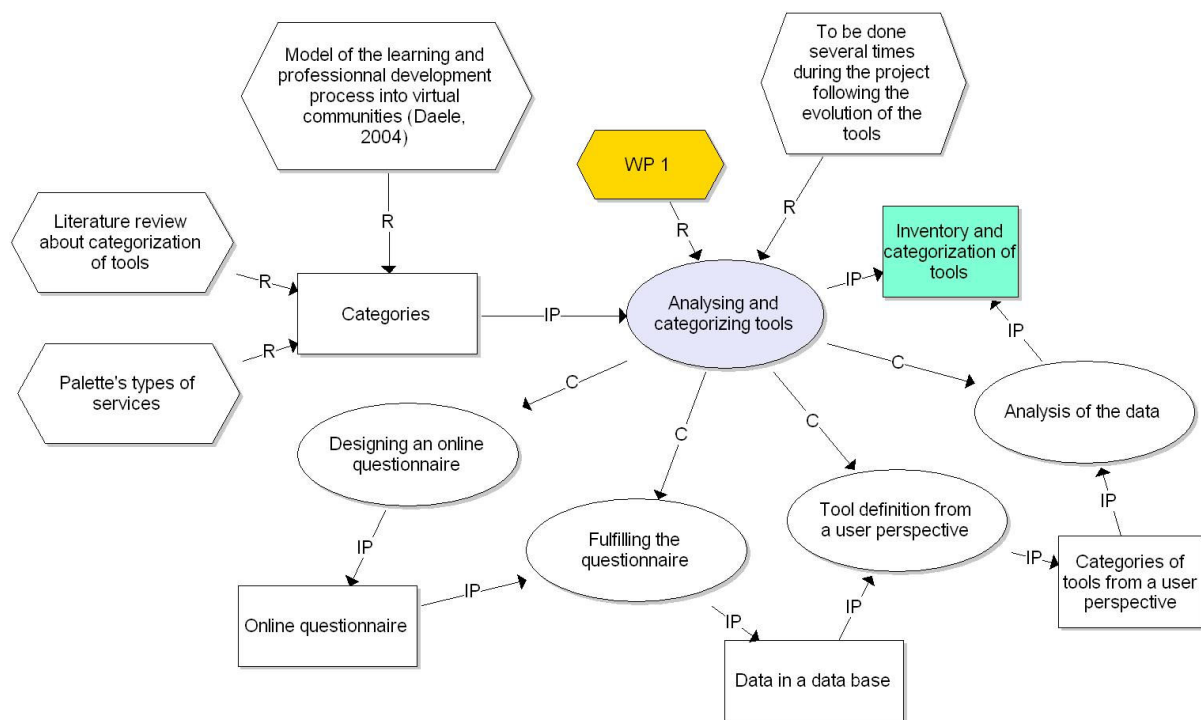 To be done
several times
during the project
following the
evolution of the
tools
Model of the learning and
professionnal development
process into virtual
communities (Daele,
2004)
WP 1
R
R
R
Literature review
about categorization
of tools
R
Inventory and
categorization of
tools
IP
Categories
IP
Analysing and
categorizing tools
IP
R
Palette's types of
services
C
C
Analysis of the data
C
C
Designing an online
questionnaire
IP
Tool definition from
a user perspective
IP
Fulfilling the
questionnaire
IP
Categories of
tools from a user
perspective
IP
Online questionnaire
IP
IP
Data in a data base